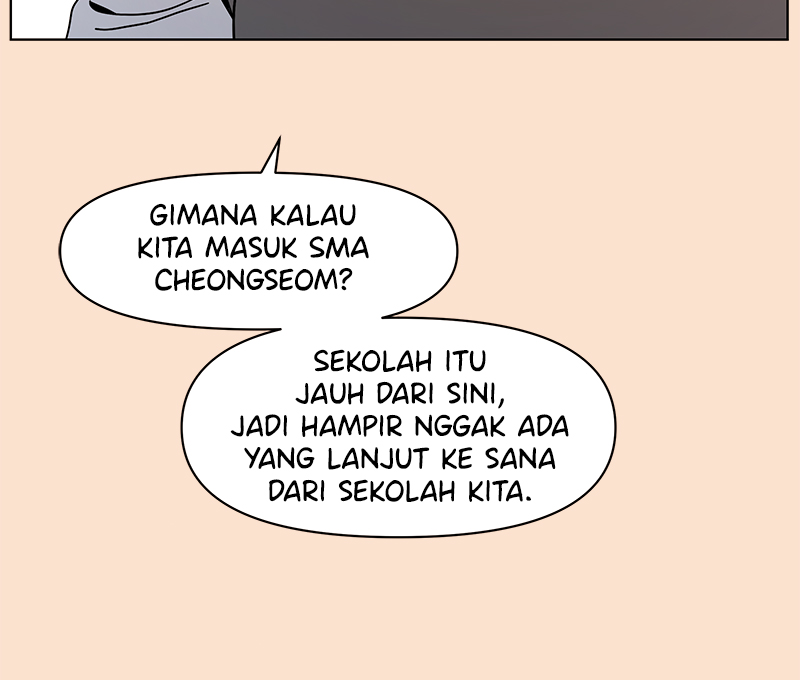 GIMANA KALAU
KITA MASUK SMA
CHEONGSEOM?
SEKOLAH ITU
JAUH DARI SINI,
JADI HAMPIR NGGAK ADA
YANG LANJUT KE SANA
DARI SEKOLAH KITA.